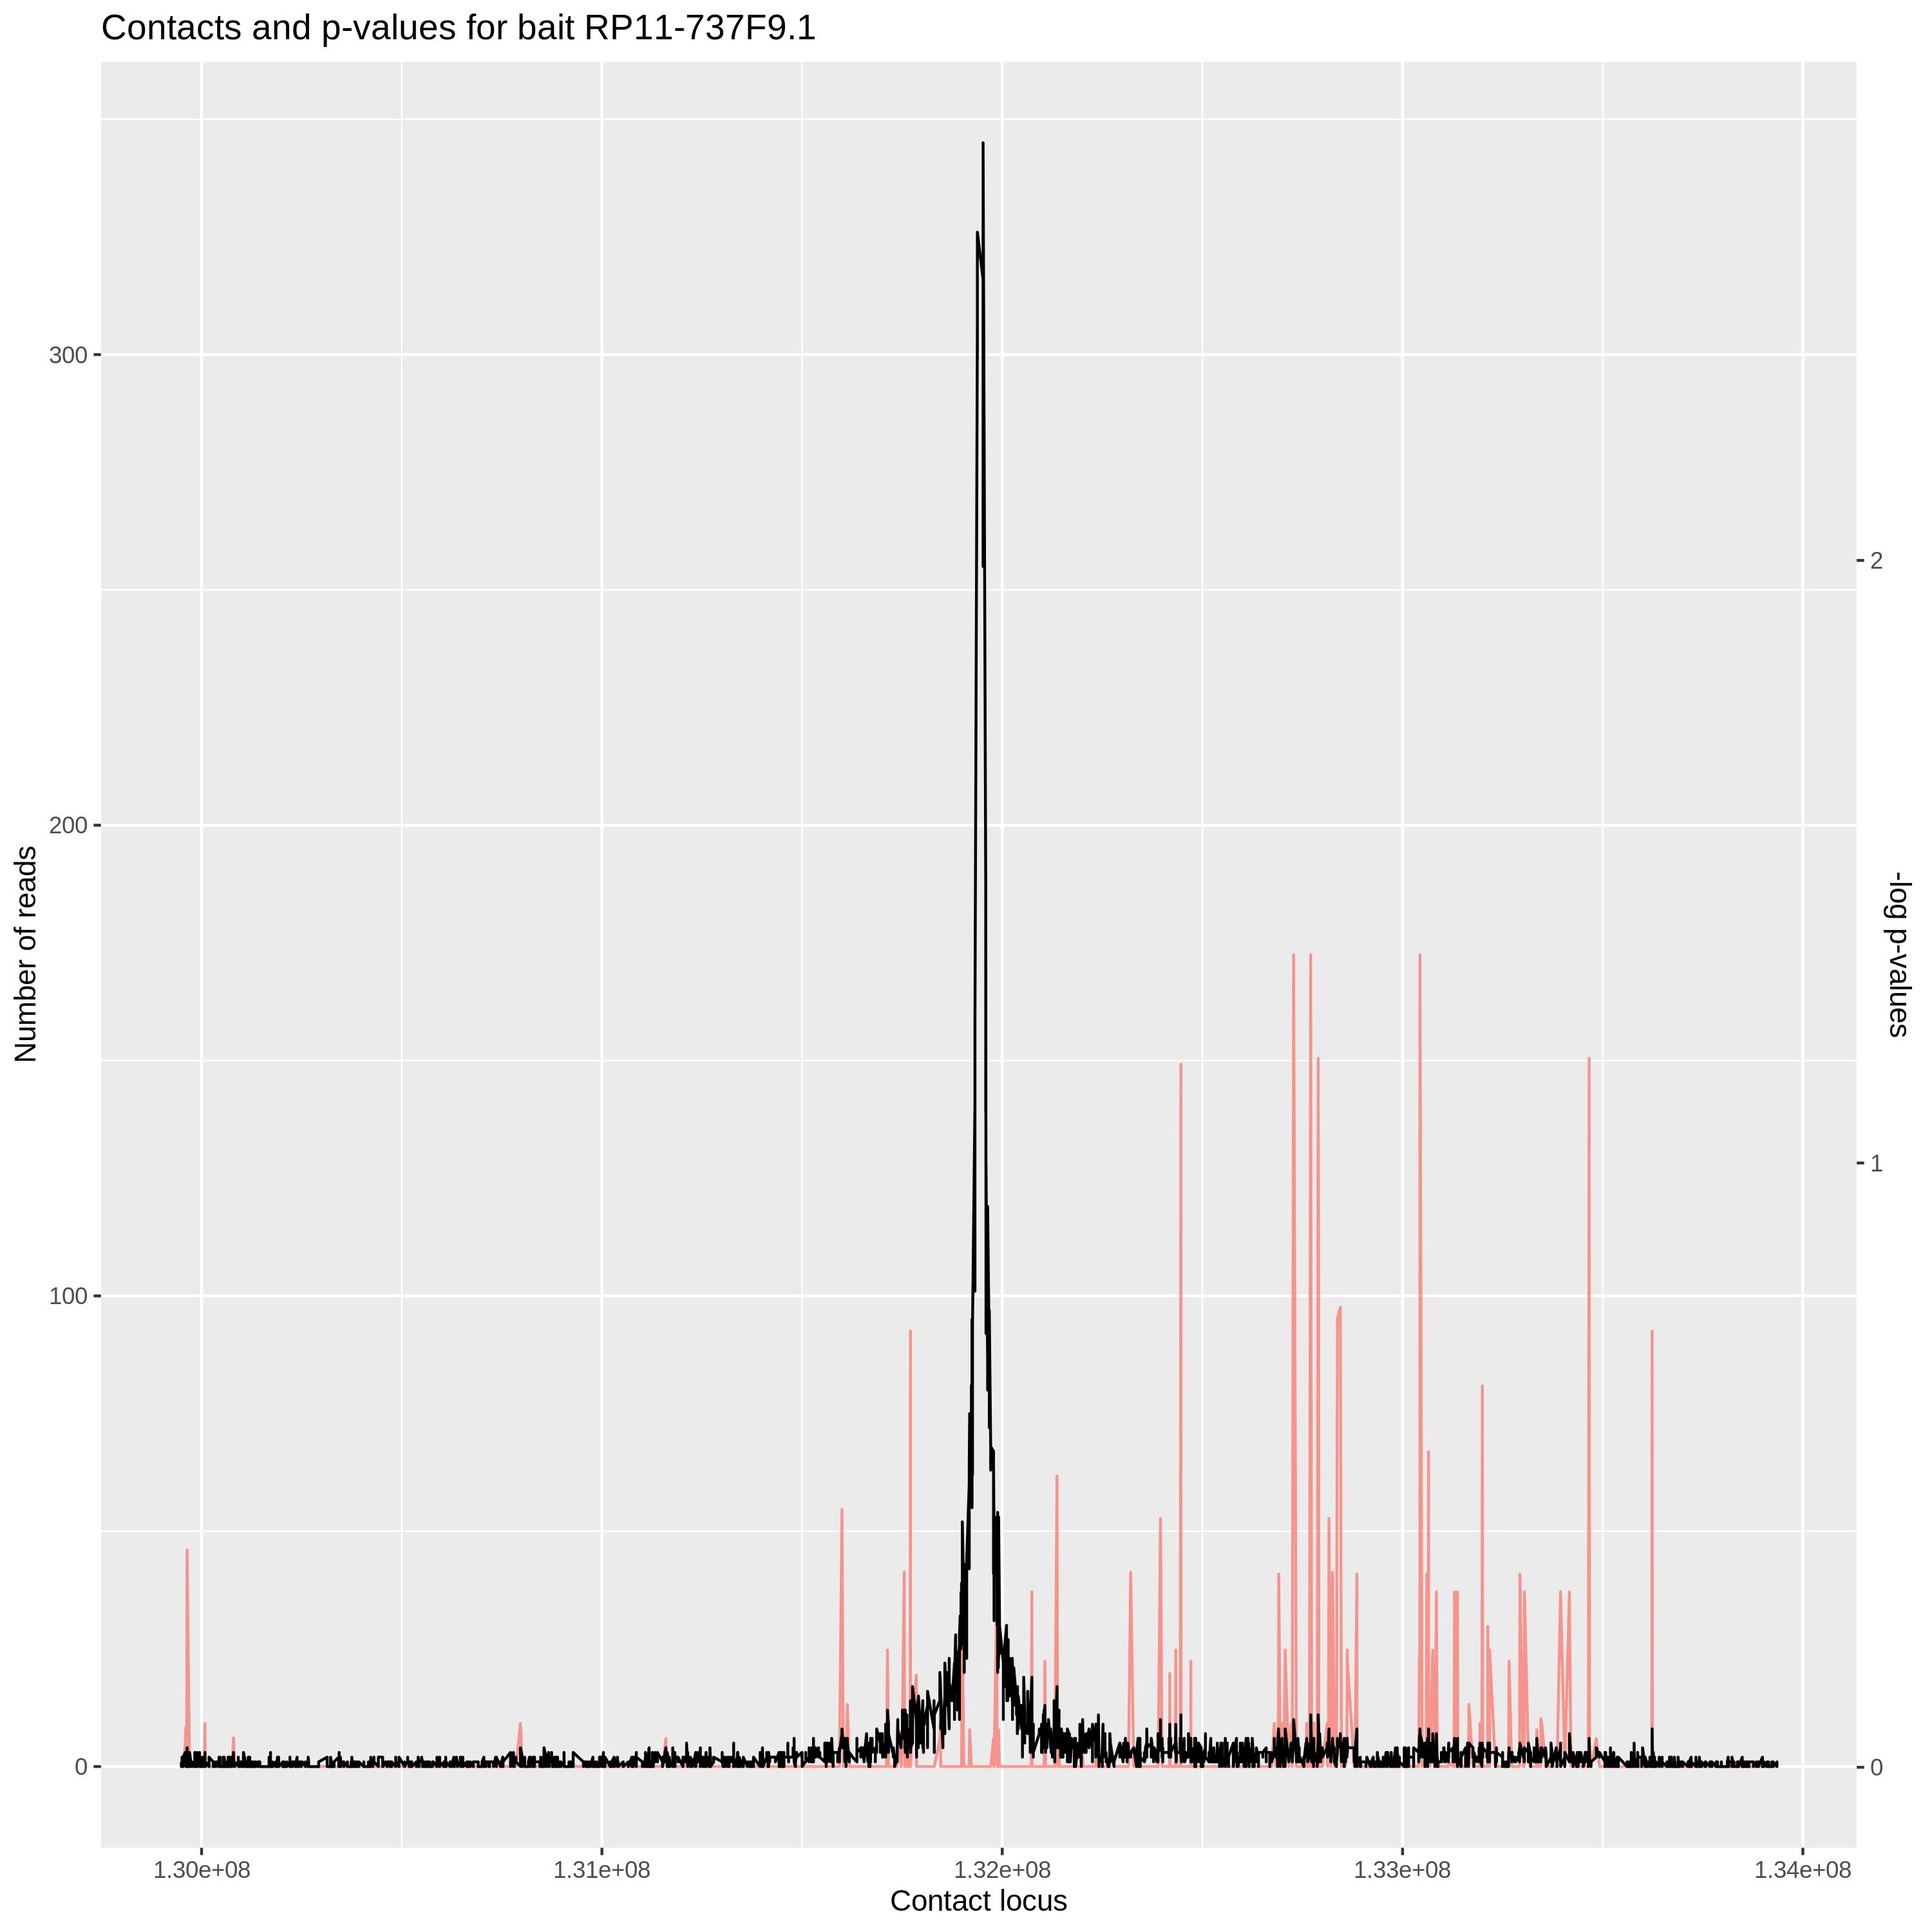 Contacts and p-values for bait RP11-737F9.1
Number of reads
300
200
100
0
2
1
0
-log p-values
1.30e+08 1.31e+08 1.32e+08 1.33e+08 1.34e+08
Contact locus